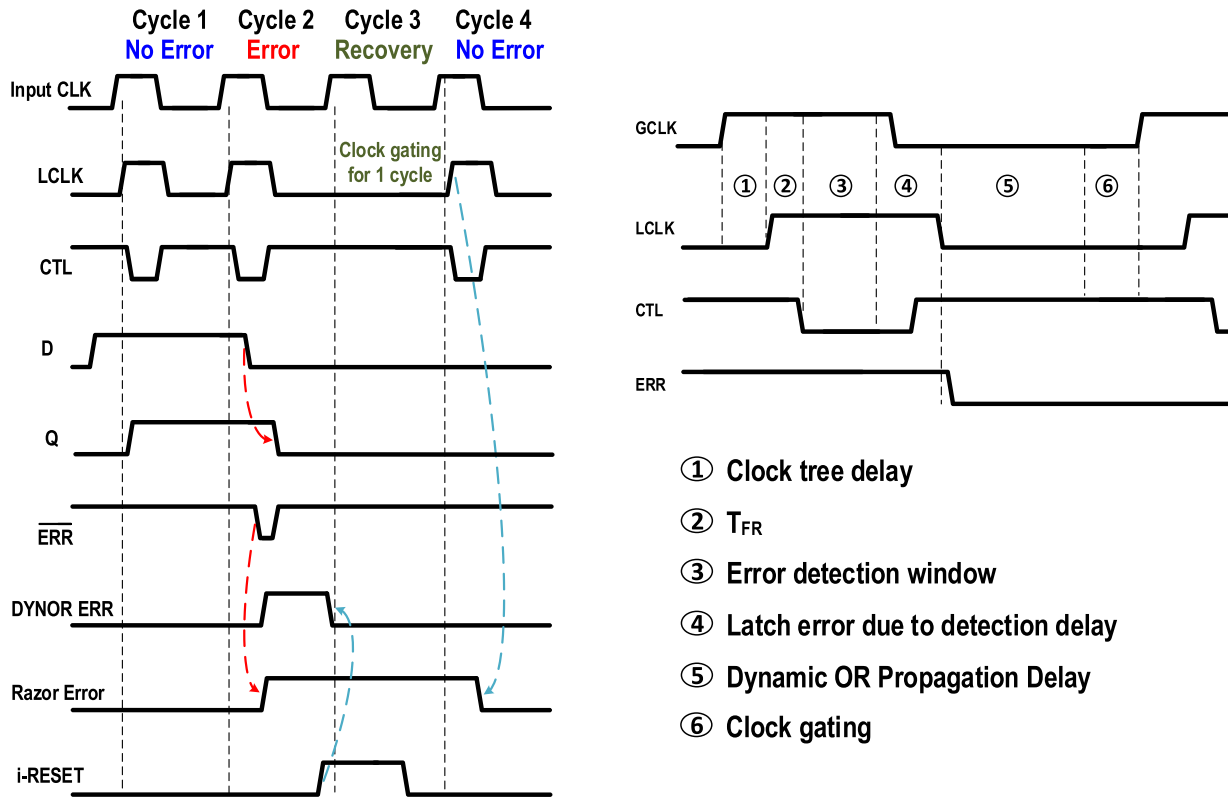 Cycle 1 Cycle 2 Cycle 3 Cycle 4
No Error Error Recovery No Error
Input CLK
LCLK
Clock gating
for 1 cycle
CTL
D
Q
ERR
DYNOR ERR
Razor Error
i-RESET
GCLK
① ② ③ ④ ⑤ ⑥
LCLK
CTL
ERR
① Clock tree delay
② TFR
③ Error detection window
④ Latch error due to detection delay
⑤ Dynamic OR Propagation Delay
⑥ Clock gating